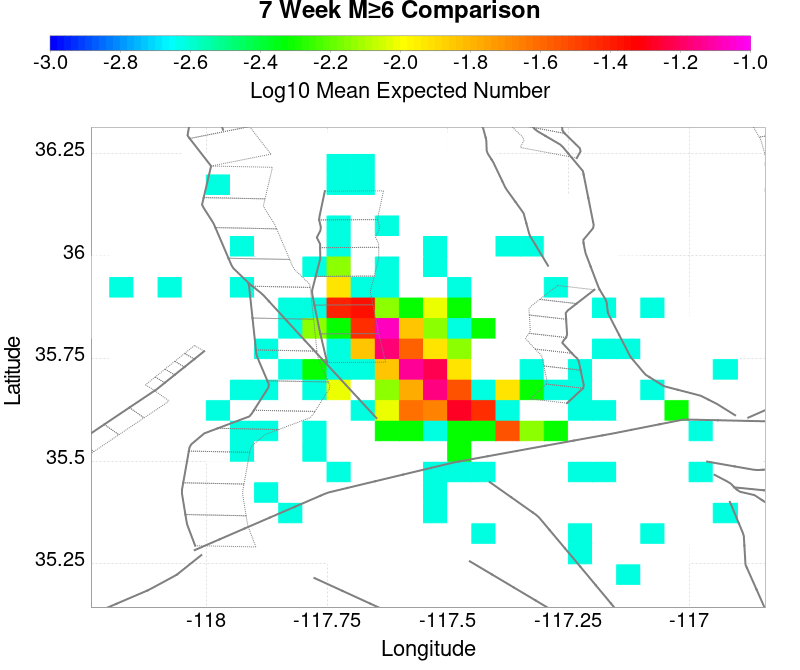 7 Week M≥6 Comparison
-3.0 -2.8 -2.6 -2.4 -2.2 -2.0 -1.8 -1.6 -1.4 -1.2 -1.0
Log10 Mean Expected Number
36.25
36
35.75
35.5
35.25
Latitude
-118 -117.75 -117.5 -117.25 -117
Longitude